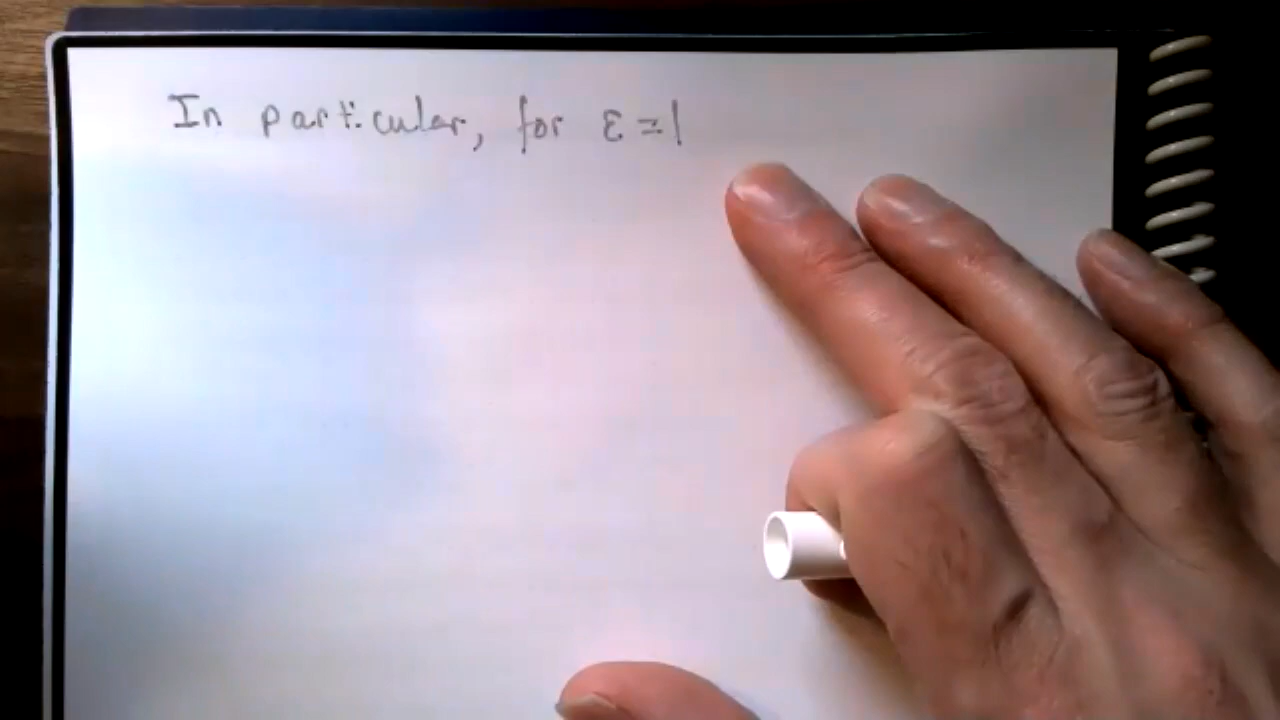 In particular, for ε = 1